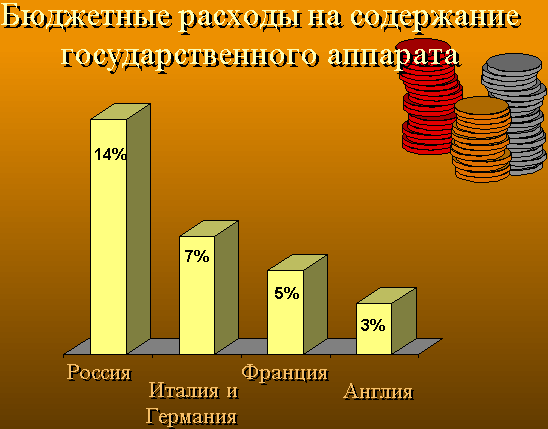 Бюджетные расходы на содержание
государственного аппарата
14%
7%
5%
3%
Россия
Италия и
Германия
Франция
Англия